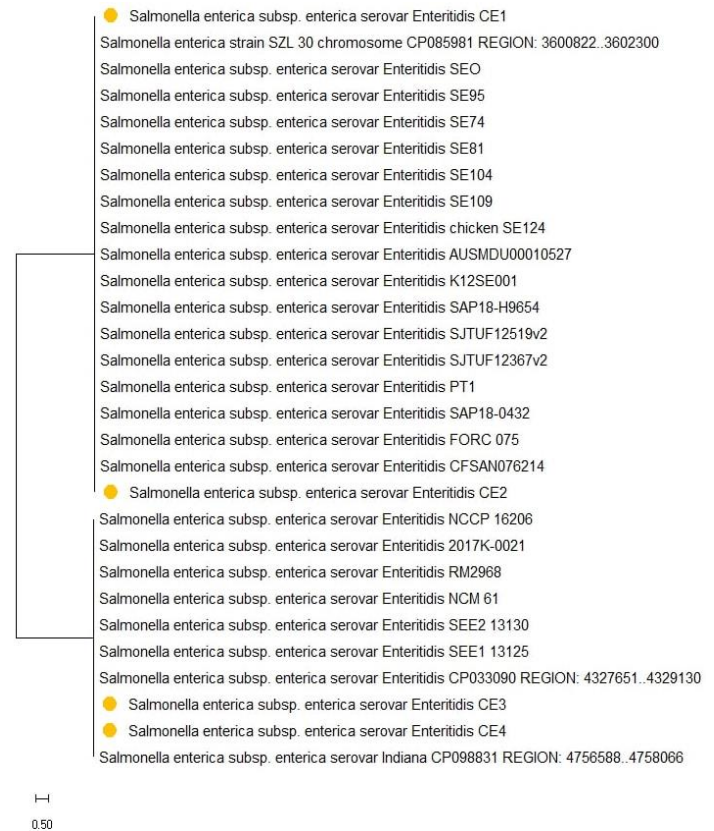 Salmonella enterica subsp. enterica serovar Enteritidis CE1
Salmonella enterica strain SZL 30 chromosome CP085981 REGION: 3600822..3602300
Salmonella enterica subsp. enterica serovar Enteritidis SEO
Salmonella enterica subsp. enterica serovar Enteritidis SE95
Salmonella enterica subsp. enterica serovar Enteritidis SE74
Salmonella enterica subsp. enterica serovar Enteritidis SE81
Salmonella enterica subsp. enterica serovar Enteritidis SE104
Salmonella enterica subsp. enterica serovar Enteritidis SE109
Salmonella enterica subsp. enterica serovar Enteritidis chicken SE124
Salmonella enterica subsp. enterica serovar Enteritidis AUSMDU00010527
Salmonella enterica subsp. enterica serovar Enteritidis K12SE001
Salmonella enterica subsp. enterica serovar Enteritidis SAP18-H9654
Salmonella enterica subsp. enterica serovar Enteritidis SJTUF12519v2
Salmonella enterica subsp. enterica serovar Enteritidis SJTUF12367v2
Salmonella enterica subsp. enterica serovar Enteritidis PT1
Salmonella enterica subsp. enterica serovar Enteritidis SAP18-0432
Salmonella enterica subsp. enterica serovar Enteritidis FORC 075
Salmonella enterica subsp. enterica serovar Enteritidis CFSAN076214
Salmonella enterica subsp. enterica serovar Enteritidis CE2
Salmonella enterica subsp. enterica serovar Enteritidis NCCP 16206
Salmonella enterica subsp. enterica serovar Enteritidis 2017K-0021
Salmonella enterica subsp. enterica serovar Enteritidis RM2968
Salmonella enterica subsp. enterica serovar Enteritidis NCM 61
Salmonella enterica subsp. enterica serovar Enteritidis SEE2 13130
Salmonella enterica subsp. enterica serovar Enteritidis SEE1 13125
Salmonella enterica subsp. enterica serovar Enteritidis CP033090 REGION: 4327651..4329130
Salmonella enterica subsp. enterica serovar Enteritidis CE3
Salmonella enterica subsp. enterica serovar Enteritidis CE4
Salmonella enterica subsp. enterica serovar Indiana CP098831 REGION: 4756588..4758066
0.50